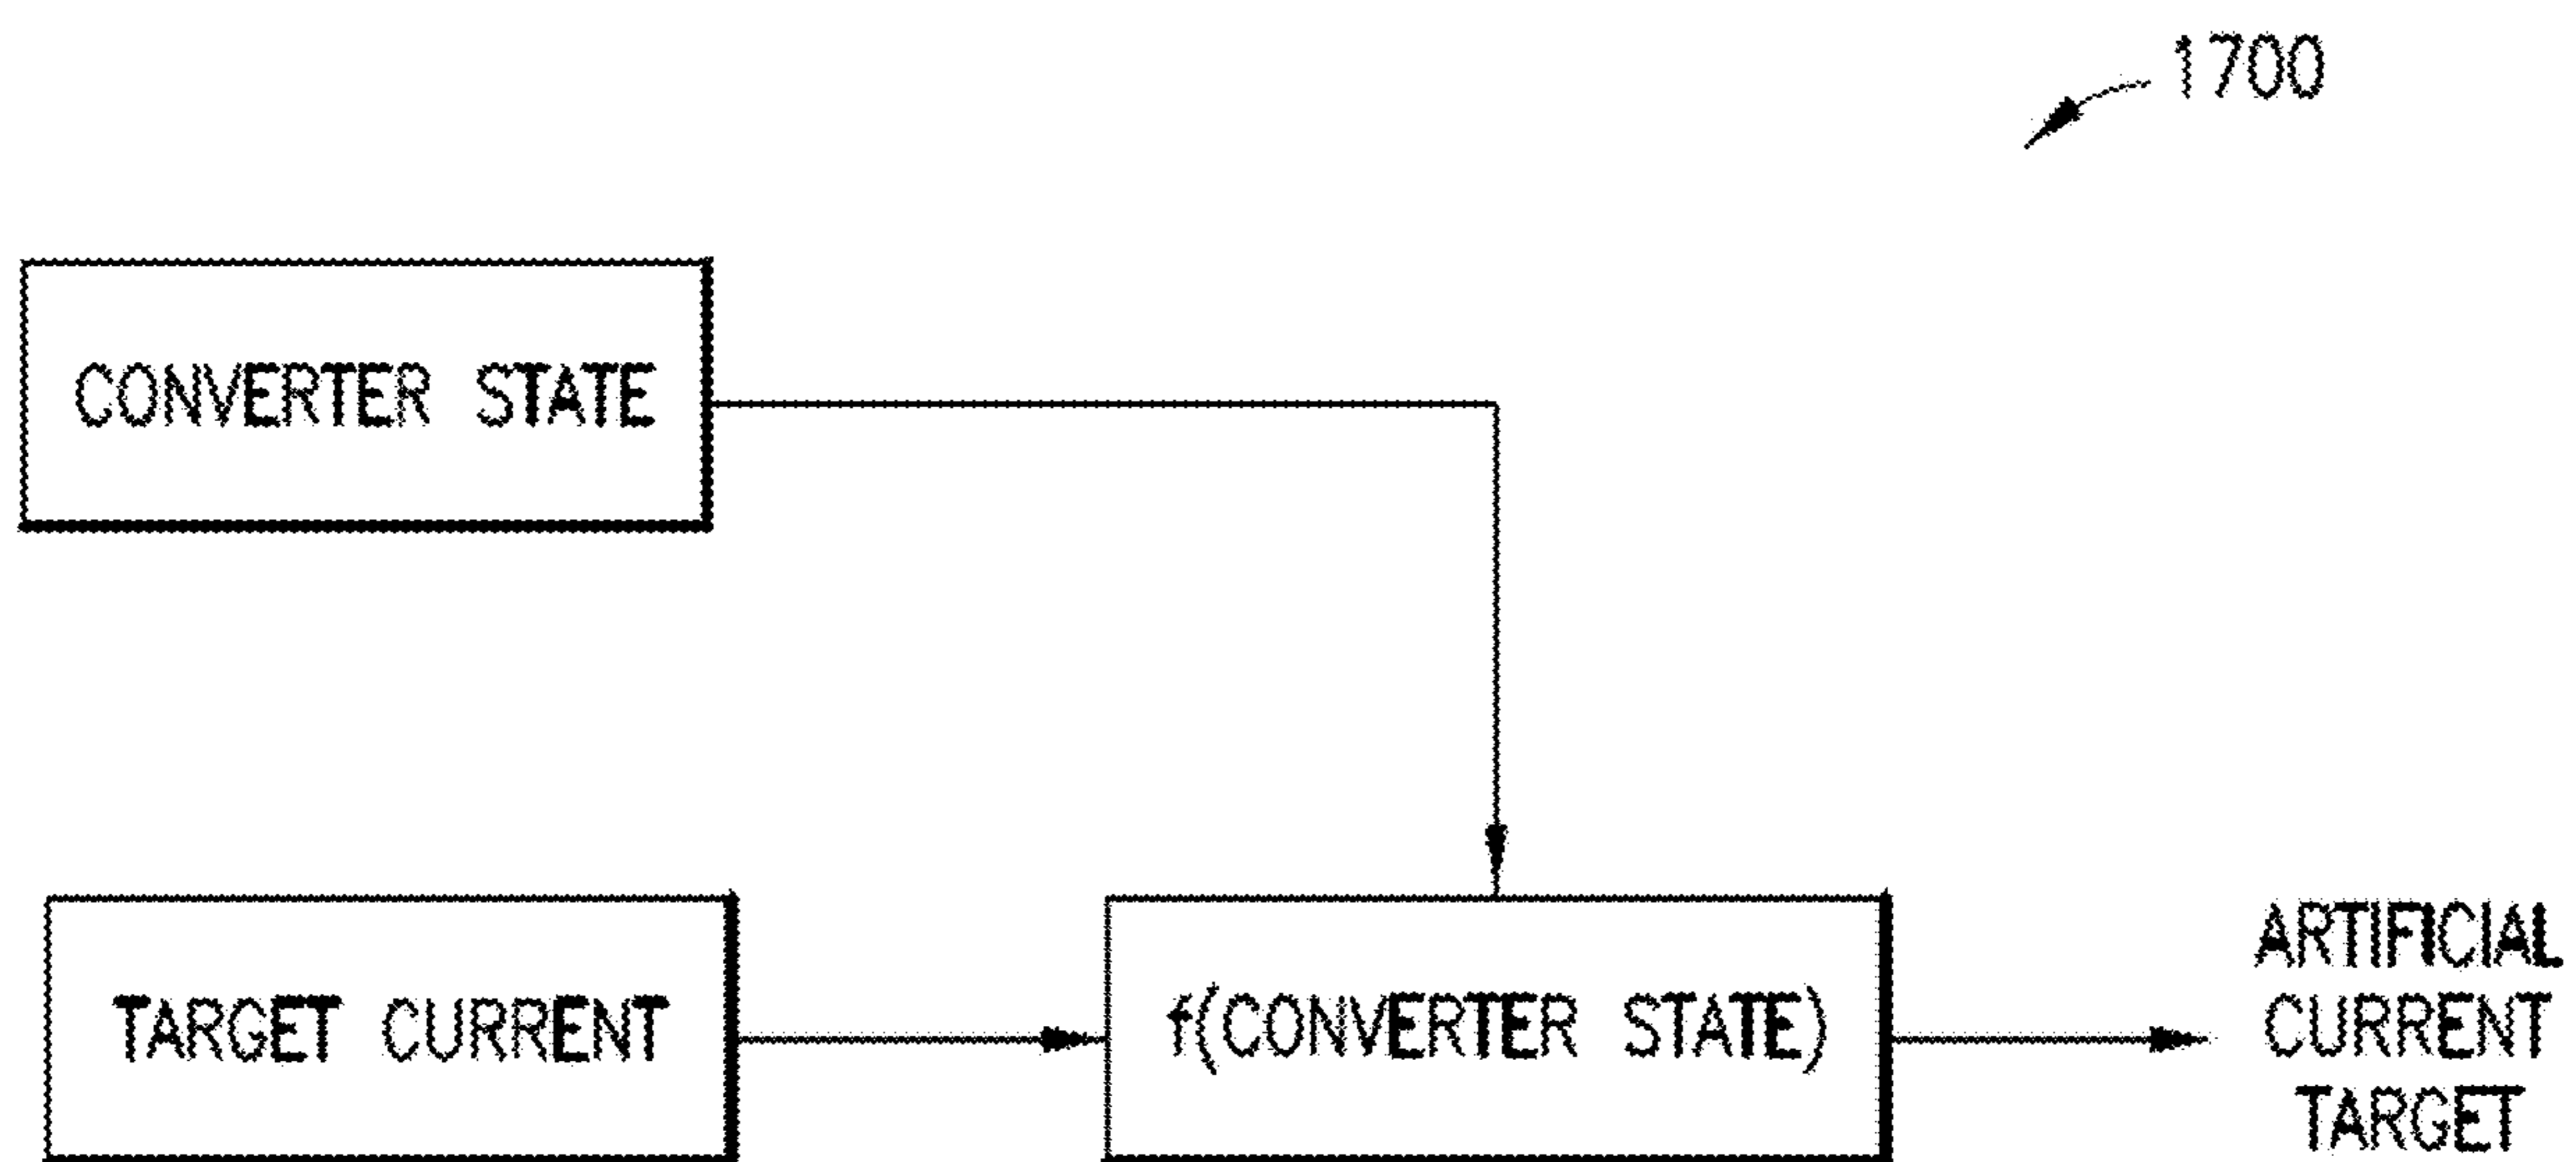 1700
CONVERTER STATE
TARGET CURRENT
f(CONVERTER STATE)
ARTIFICIAL
CURRENT
TARGET